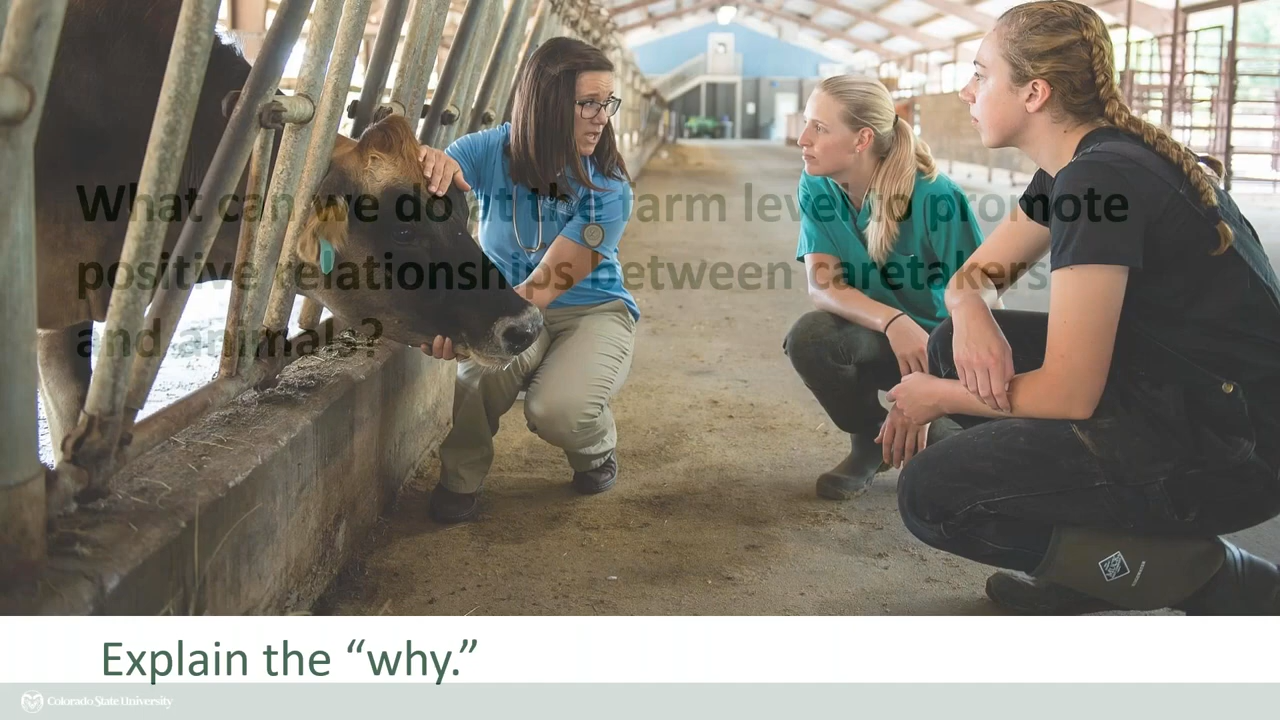 What can we do at the farm level to promote
positive relationships between caretakers
and animals?
Explain the “why.”
Colorado State University